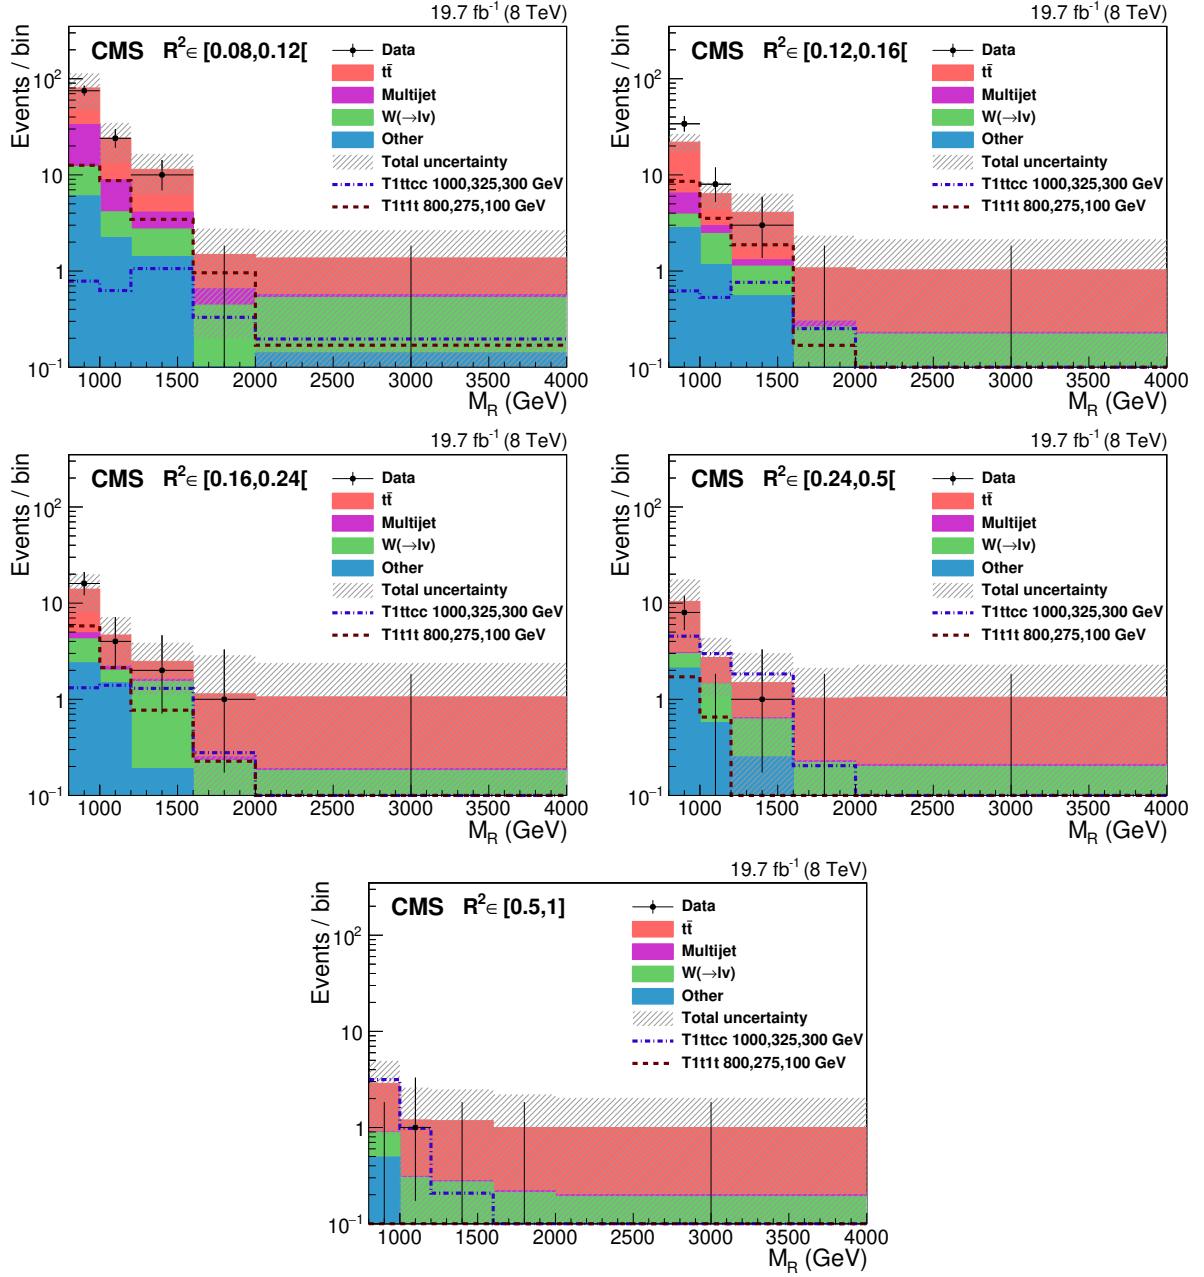 19.7 fb⁻¹ (8 TeV)
CMS R²∈ [0.08,0.12[
Events / bin
Data
tt̄
Multijet
W(→lν)
Other
Total uncertainty
T1ttcc 1000,325,300 GeV
T1t1t 800,275,100 GeV
10²
10
1
10⁻¹
1000 1500 2000 2500 3000 3500 4000
M_R (GeV)
19.7 fb⁻¹ (8 TeV)
CMS R²∈ [0.12,0.16[
Events / bin
Data
tt̄
Multijet
W(→lν)
Other
Total uncertainty
T1ttcc 1000,325,300 GeV
T1t1t 800,275,100 GeV
10²
10
1
10⁻¹
1000 1500 2000 2500 3000 3500 4000
M_R (GeV)
19.7 fb⁻¹ (8 TeV)
CMS R²∈ [0.16,0.24[
Events / bin
Data
tt̄
Multijet
W(→lν)
Other
Total uncertainty
T1ttcc 1000,325,300 GeV
T1t1t 800,275,100 GeV
10²
10
1
10⁻¹
1000 1500 2000 2500 3000 3500 4000
M_R (GeV)
19.7 fb⁻¹ (8 TeV)
CMS R²∈ [0.24,0.5[
Events / bin
Data
tt̄
Multijet
W(→lν)
Other
Total uncertainty
T1ttcc 1000,325,300 GeV
T1t1t 800,275,100 GeV
10²
10
1
10⁻¹
1000 1500 2000 2500 3000 3500 4000
M_R (GeV)
19.7 fb⁻¹ (8 TeV)
CMS R²∈ [0.5,1]
Events / bin
Data
tt̄
Multijet
W(→lν)
Other
Total uncertainty
T1ttcc 1000,325,300 GeV
T1t1t 800,275,100 GeV
10²
10
1
10⁻¹
1000 1500 2000 2500 3000 3500 4000
M_R (GeV)